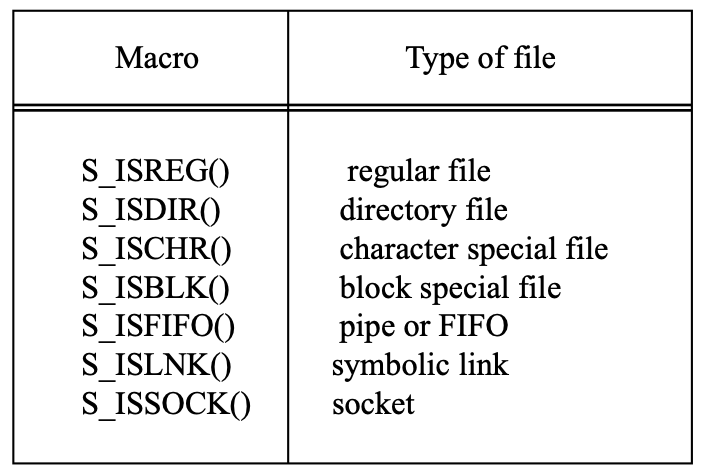 Macro Type of file
S_ISREG() regular file
S_ISDIR() directory file
S_ISCHR() character special file
S_ISBLK() block special file
S_ISFIFO() pipe or FIFO
S_ISLNK() symbolic link
S_ISSOCK() socket